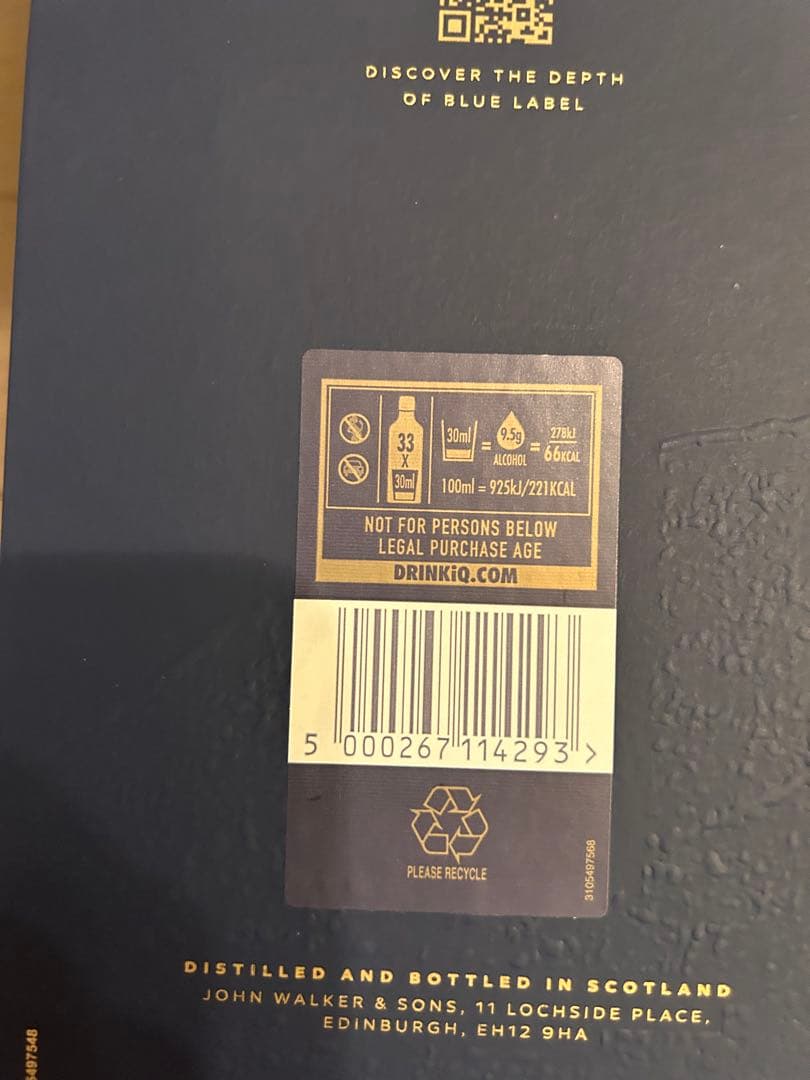 DISCOVER THE DEPTH
OF BLUE LABEL
33
X
30ml
30ml = 9.5g ALCOHOL = 278kJ 66KCAL
100ml = 925kJ/221KCAL
NOT FOR PERSONS BELOW
LEGAL PURCHASE AGE
DRINKiQ.COM
5 000267 114293 >
PLEASE RECYCLE
3105497568
DISTILLED AND BOTTLED IN SCOTLAND
JOHN WALKER & SONS, 11 LOCHSIDE PLACE,
EDINBURGH, EH12 9HA